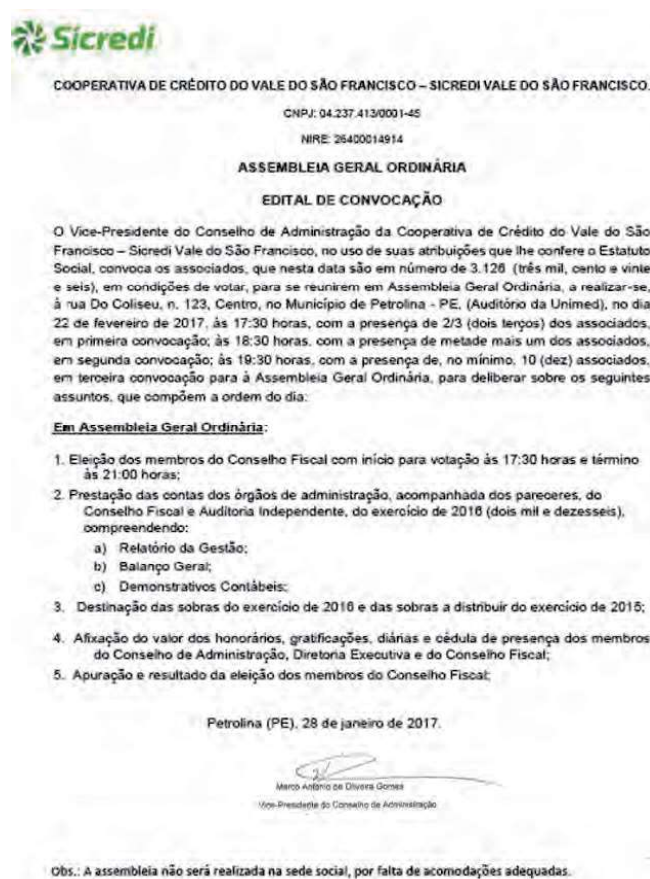 Sicredi
COOPERATIVA DE CRÉDITO DO VALE DO SÃO FRANCISCO – SICREDI VALE DO SÃO FRANCISCO.
CNPJ: 04.237.413/0001-45
NIRE: 26400014914
ASSEMBLEIA GERAL ORDINÁRIA
EDITAL DE CONVOCAÇÃO
O Vice-Presidente do Conselho de Administração da Cooperativa de Crédito do Vale do São
Francisco – Sicredi Vale do São Francisco, no uso de suas atribuições que lhe confere o Estatuto
Social, convoca os associados, que nesta data são em número de 3.126 (três mil, cento e vinte
e seis), em condições de votar, para se reunirem em Assembleia Geral Ordinária, a realizar-se,
à rua Do Coliseu, n. 123, Centro, no Município de Petrolina - PE, (Auditório da Unimed), no dia
22 de fevereiro de 2017, às 17:30 horas, com a presença de 2/3 (dois terços) dos associados,
em primeira convocação; às 18:30 horas, com a presença de metade mais um dos associados,
em segunda convocação; às 19:30 horas, com a presença de, no mínimo, 10 (dez) associados,
em terceira convocação para à Assembleia Geral Ordinária, para deliberar sobre os seguintes
assuntos, que compõem a ordem do dia:
Em Assembleia Geral Ordinária:
1. Eleição dos membros do Conselho Fiscal com início para votação às 17:30 horas e término
às 21:00 horas;
2. Prestação das contas dos órgãos de administração, acompanhada dos pareceres, do
Conselho Fiscal e Auditoria Independente, do exercício de 2016 (dois mil e dezesseis),
compreendendo:
a) Relatório da Gestão;
b) Balanço Geral;
c) Demonstrativos Contábeis;
3. Destinação das sobras do exercício de 2016 e das sobras a distribuir do exercício de 2015;
4. Afixação do valor dos honorários, gratificações, diárias e cédula de presença dos membros
do Conselho de Administração, Diretoria Executiva e do Conselho Fiscal;
5. Apuração e resultado da eleição dos membros do Conselho Fiscal;
Petrolina (PE), 28 de janeiro de 2017.
Marco Antonio de Oliveira Gomes
Vice-Presidente do Conselho de Administração
Obs.: A assembleia não será realizada na sede social, por falta de acomodações adequadas.